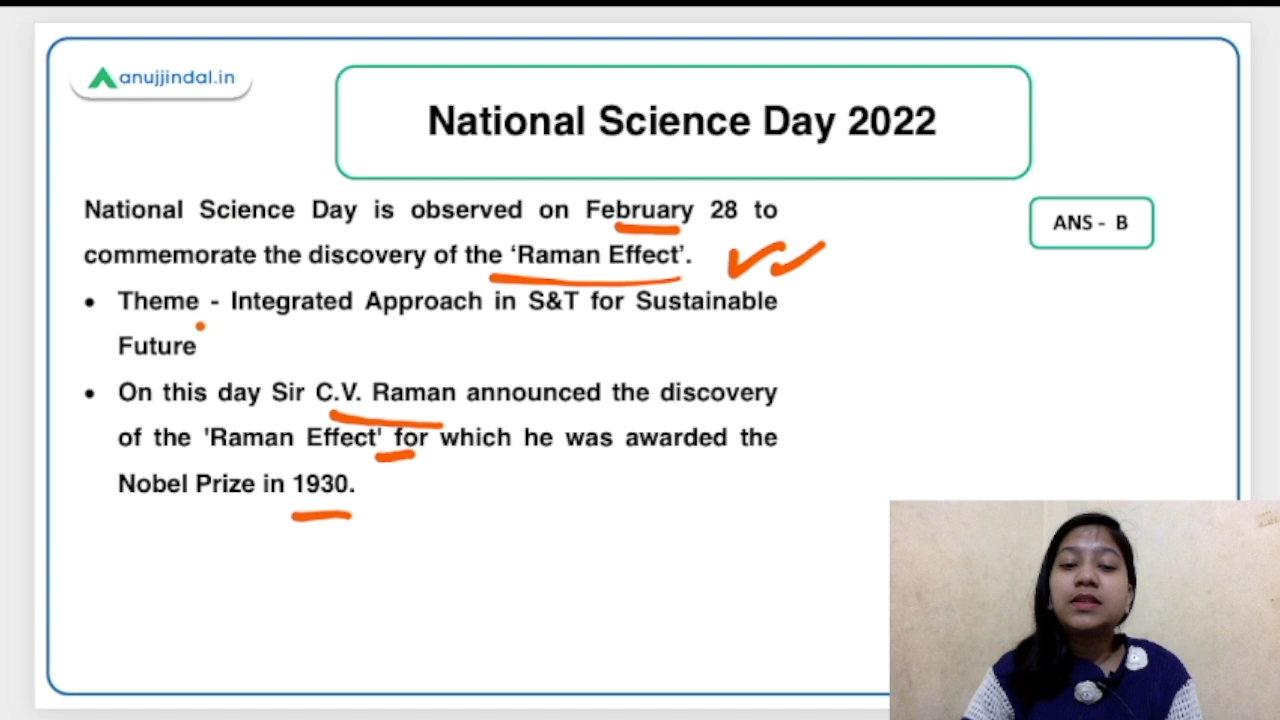 anujjindal.in
National Science Day 2022
National Science Day is observed on February 28 to
commemorate the discovery of the ‘Raman Effect’.
ANS - B
• Theme - Integrated Approach in S&T for Sustainable
Future
• On this day Sir C.V. Raman announced the discovery
of the 'Raman Effect' for which he was awarded the
Nobel Prize in 1930.